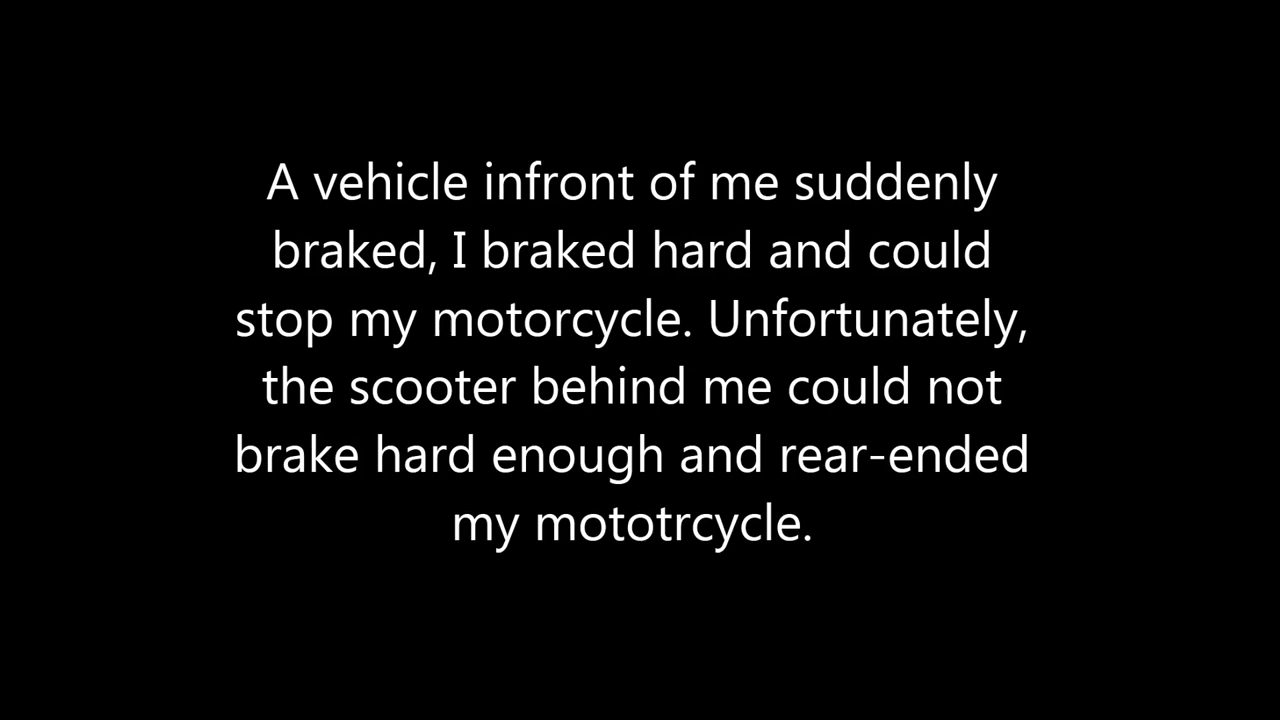 A vehicle infront of me suddenly
braked, I braked hard and could
stop my motorcycle. Unfortunately,
the scooter behind me could not
brake hard enough and rear-ended
my mototrcycle.